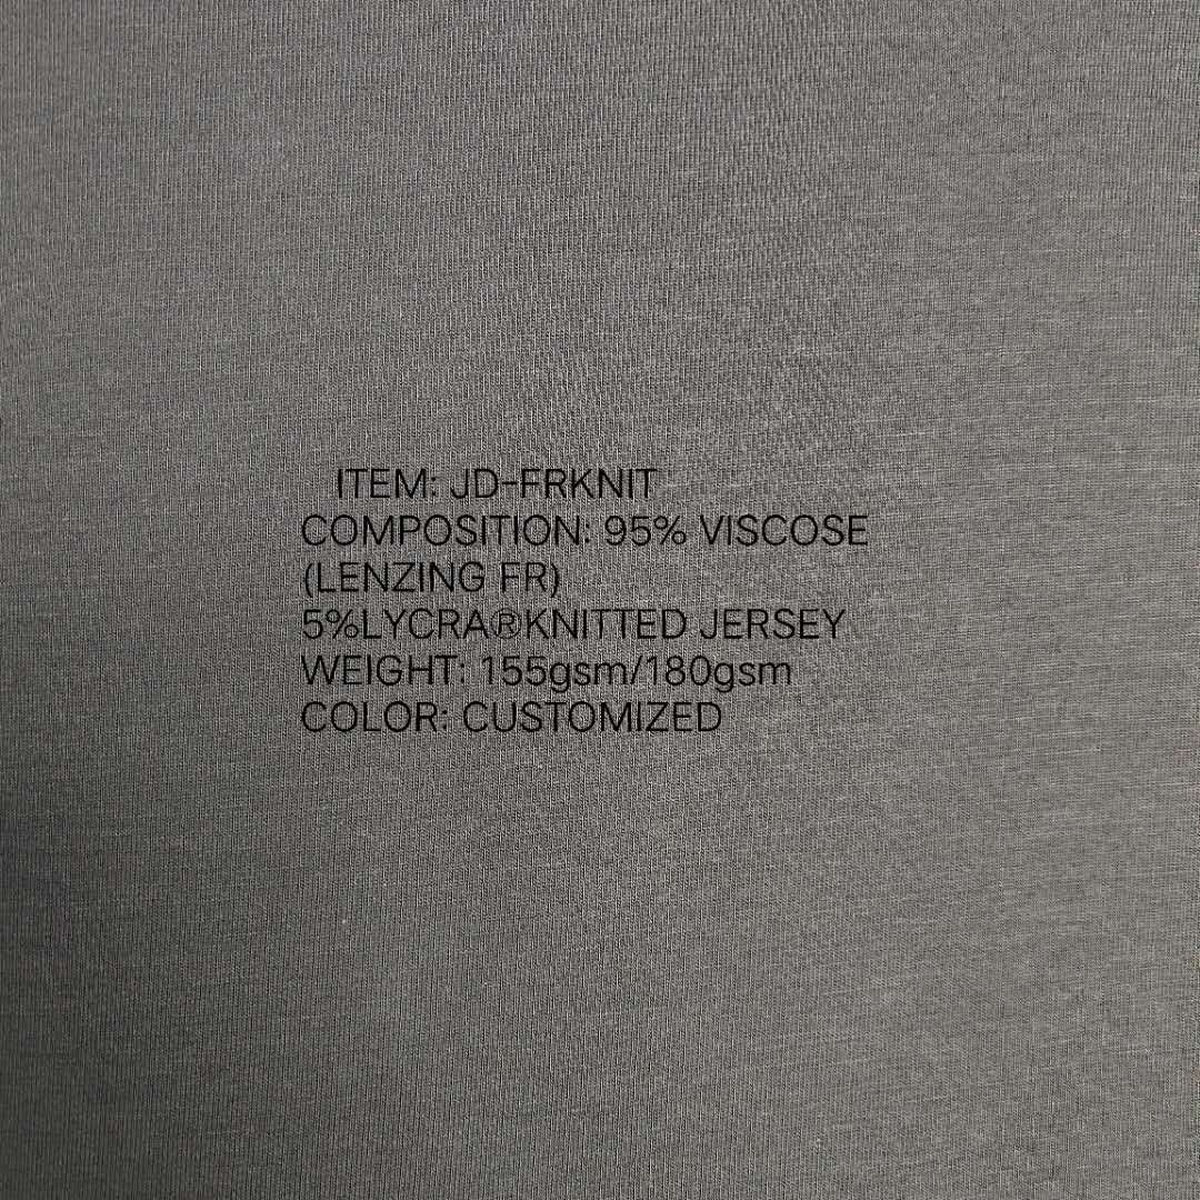 ITEM: JD-FRKNIT
COMPOSITION: 95% VISCOSE
(LENZING FR)
5%LYCRA®KNITTED JERSEY
WEIGHT: 155gsm/180gsm
COLOR: CUSTOMIZED